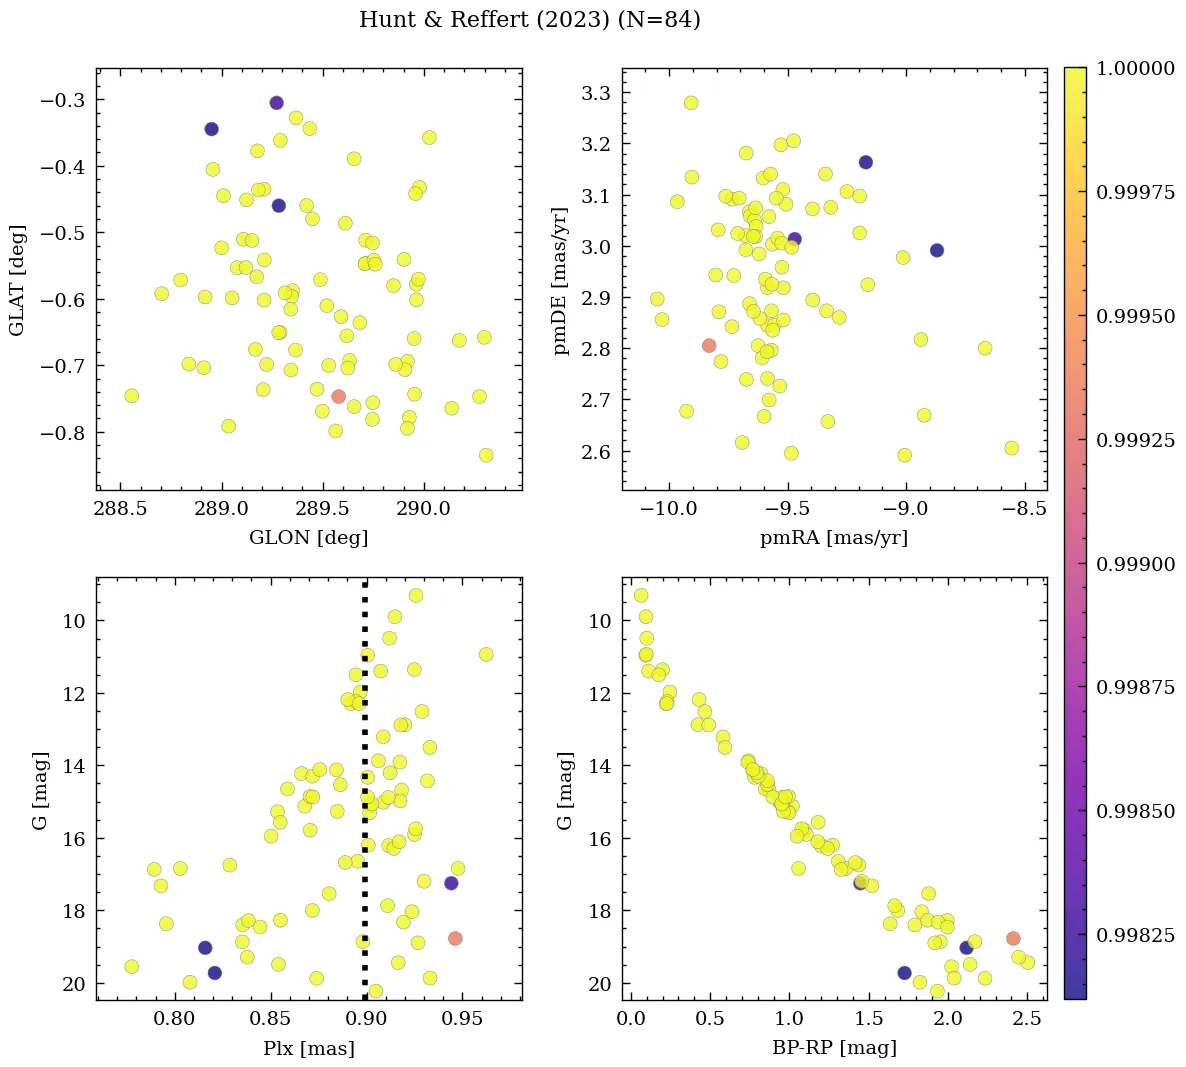 Hunt & Reffert (2023) (N=84)
−0.3
−0.4
−0.5
−0.6
−0.7
−0.8
GLAT [deg]
288.5 289.0 289.5 290.0
GLON [deg]
3.3
3.2
3.1
3.0
2.9
2.8
2.7
2.6
pmDE [mas/yr]
−10.0 −9.5 −9.0 −8.5
pmRA [mas/yr]
10
12
14
16
18
20
G [mag]
0.80 0.85 0.90 0.95
Plx [mas]
10
12
14
16
18
20
G [mag]
0.0 0.5 1.0 1.5 2.0 2.5
BP-RP [mag]
1.00000
0.99975
0.99950
0.99925
0.99900
0.99875
0.99850
0.99825